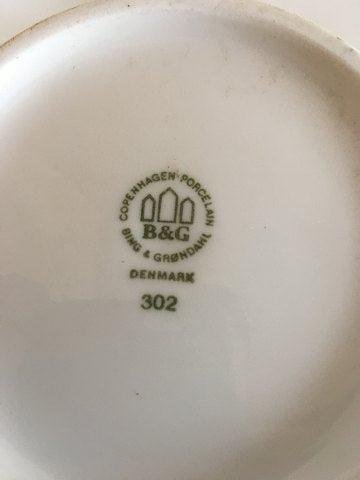 COPENHAGEN PORCELAIN
B&G
BING & GRØNDAHL
DENMARK
302